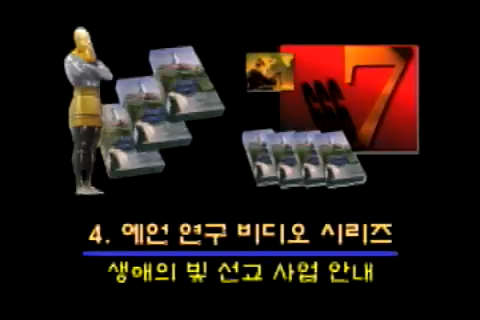 7
4. 예언 연구 비디오 시리즈
생애의 빛 선교 사업 안내